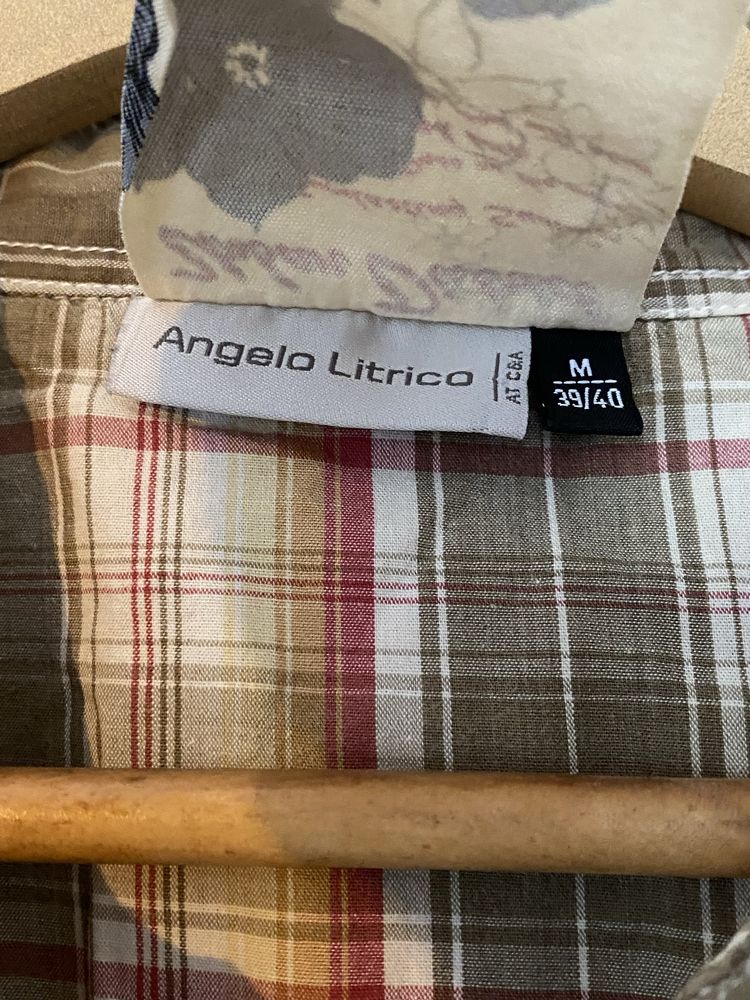 Angelo Litrico
AT C&A
M
39/40